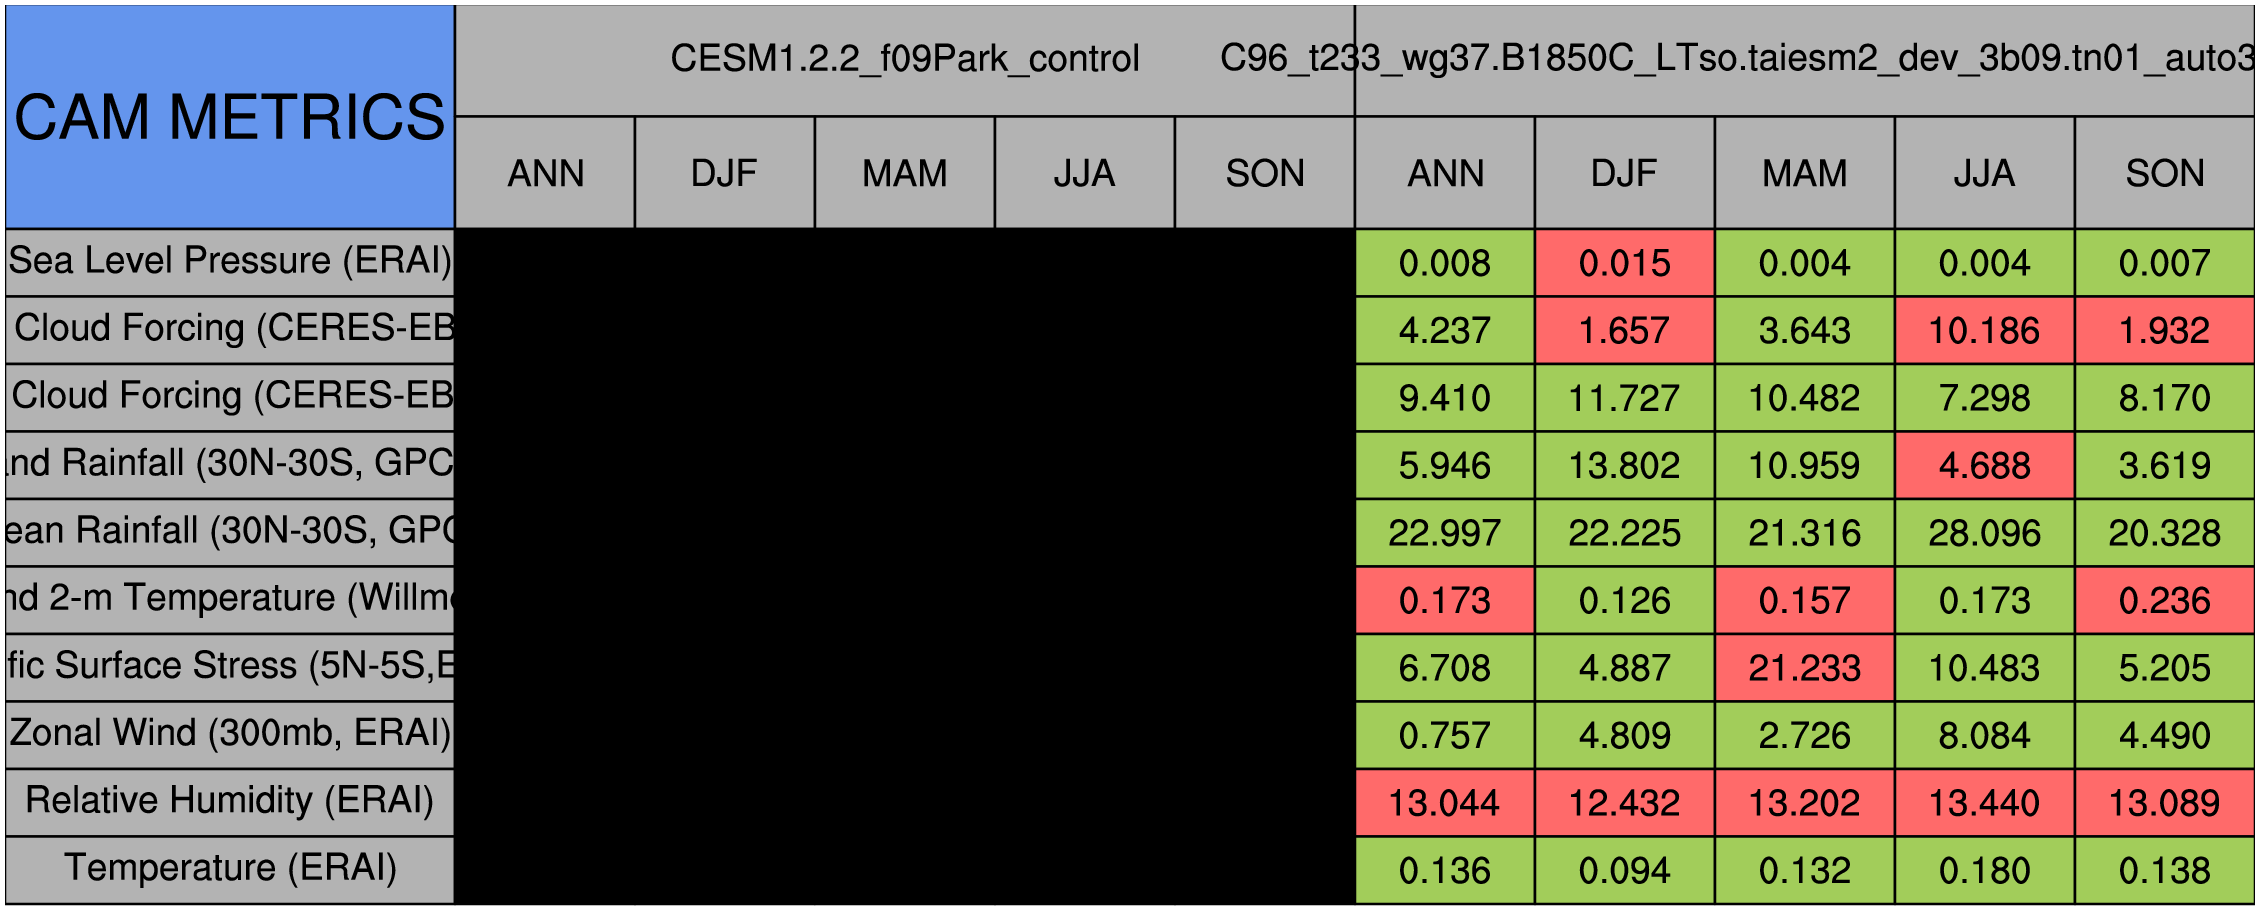 CAM METRICS
CESM1.2.2_f09Park_control C96_t233_wg37.B1850C_LTso.taiesm2_dev_3b09.tn01_auto3
ANN DJF MAM JJA SON ANN DJF MAM JJA SON
Sea Level Pressure (ERAI) 0.008 0.015 0.004 0.004 0.007
Cloud Forcing (CERES-EB 4.237 1.657 3.643 10.186 1.932
Cloud Forcing (CERES-EB 9.410 11.727 10.482 7.298 8.170
nd Rainfall (30N-30S, GPC 5.946 13.802 10.959 4.688 3.619
ean Rainfall (30N-30S, GPC 22.997 22.225 21.316 28.096 20.328
nd 2-m Temperature (Willm 0.173 0.126 0.157 0.173 0.236
fic Surface Stress (5N-5S,E 6.708 4.887 21.233 10.483 5.205
Zonal Wind (300mb, ERAI) 0.757 4.809 2.726 8.084 4.490
Relative Humidity (ERAI) 13.044 12.432 13.202 13.440 13.089
Temperature (ERAI) 0.136 0.094 0.132 0.180 0.138